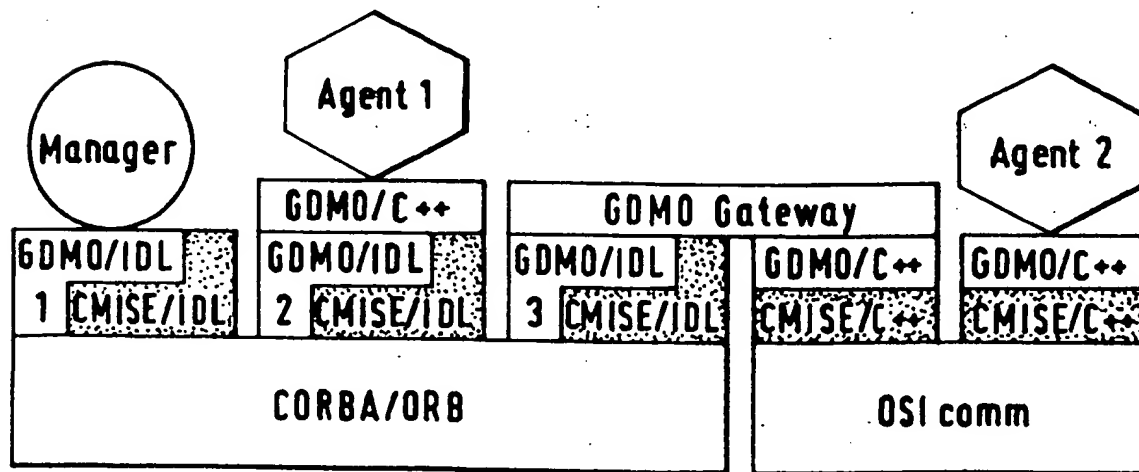 Agent 1
Manager
Agent 2
GDMO/C++
GDMO Gateway
GDMO/IDL
GDMO/IDL
GDMO/IDL
GDMO/C++
GDMO/C++
1 CMISE/IDL
2 CMISE/IDL
3 CMISE/IDL
CMISE/C++
CMISE/C++
CORBA/ORB
OSI comm